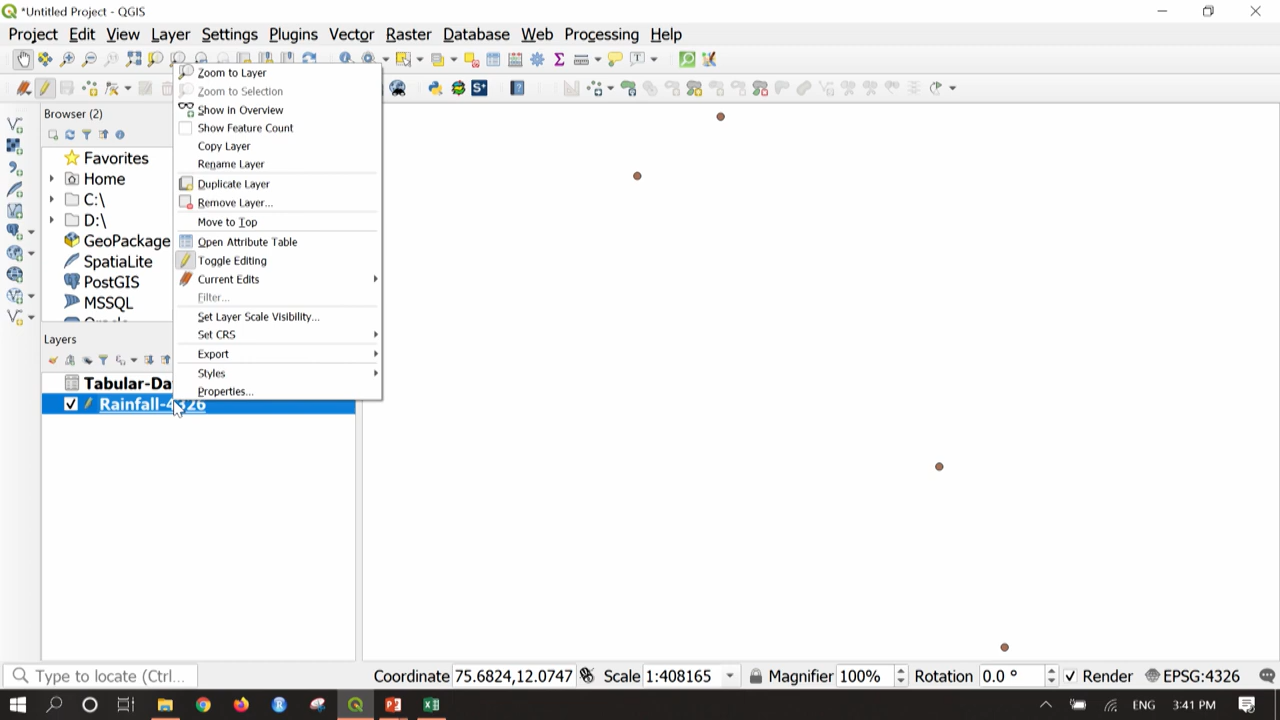 *Untitled Project - QGIS
Project Edit View Layer Settings Plugins Vector Raster Database Web Processing Help
Browser (2)
Favorites
Home
C:\
D:\
GeoPackage
SpatiaLite
PostGIS
MSSQL
Zoom to Layer
Zoom to Selection
Show in Overview
Show Feature Count
Copy Layer
Rename Layer
Duplicate Layer
Remove Layer...
Move to Top
Open Attribute Table
Toggle Editing
Current Edits
Filter...
Set Layer Scale Visibility...
Set CRS
Export
Styles
Properties...
Layers
Tabular-Da
Rainfall-4326
Type to locate (Ctrl... Coordinate 75.6824,12.0747 Scale 1:408165 Magnifier 100% Rotation 0.0 ° Render EPSG:4326
ENG 3:41 PM